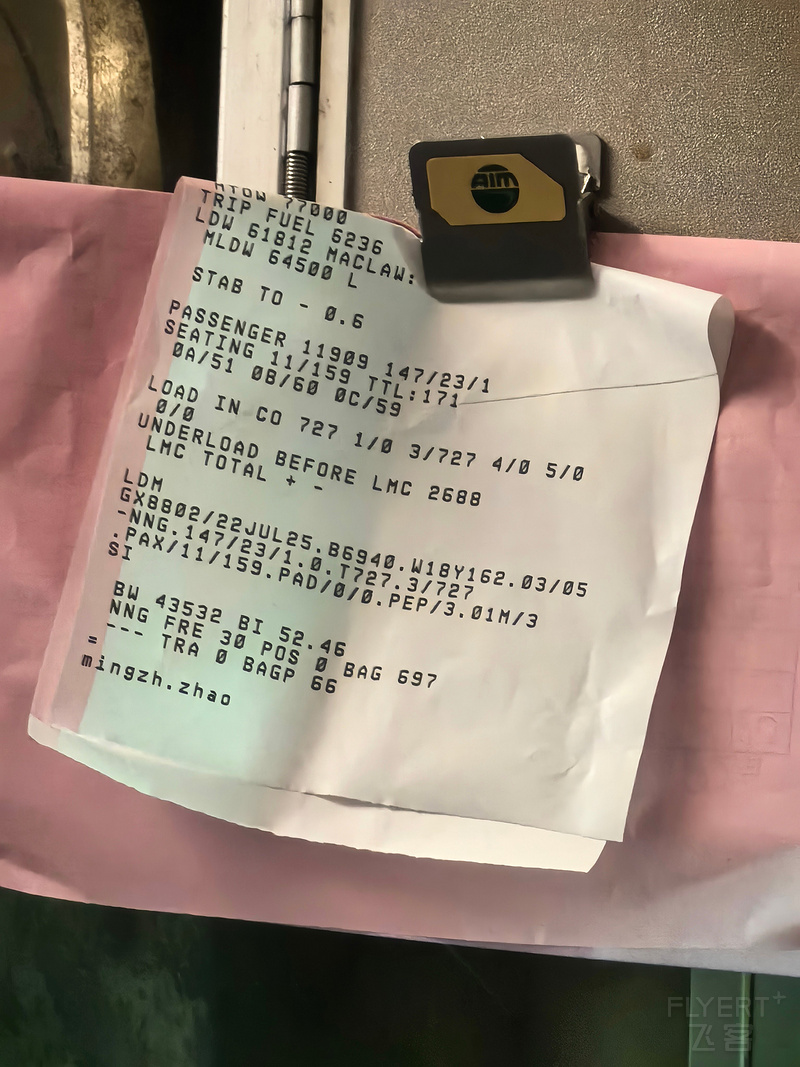 AIM
MTOW 77000
TRIP FUEL 6236
LDW 61812 MACLAW:
MLDW 64500 L
STAB TO - 0.6
PASSENGER 11909 147/23/1
SEATING 11/159 TTL:171
0A/51 0B/60 0C/59
LOAD IN CO 727 1/0 3/727 4/0 5/0
0/0
UNDERLOAD BEFORE LMC 2688
LMC TOTAL + -
LDM
GX8802/22JUL25.B6940.W18Y162.03/05
-NNG.147/23/1.0.T727.3/727
.PAX/11/159.PAD/0/0.PEP/3.01M/3
SI
BW 43532 BI 52.46
NNG FRE 30 POS 0 BAG 697
--- TRA 0 BAGP 66
=
mingzh.zhao
FLYERT+
飞客